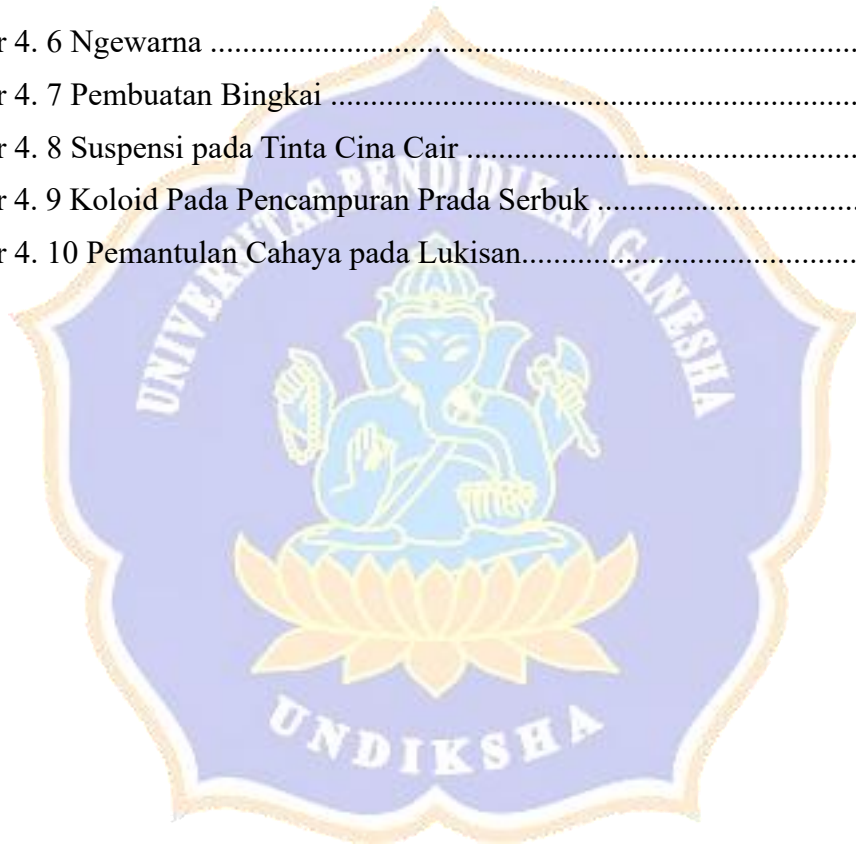 r 4. 6 Ngewarna ........................................................................................
r 4. 7 Pembuatan Bingkai ........................................................................
r 4. 8 Suspensi pada Tinta Cina Cair ......................................................
r 4. 9 Koloid Pada Pencampuran Prada Serbuk .....................................
r 4. 10 Pemantulan Cahaya pada Lukisan...............................................
UNIVERSITAS PENDIDIKAN GANESHA
UNDIKSHA